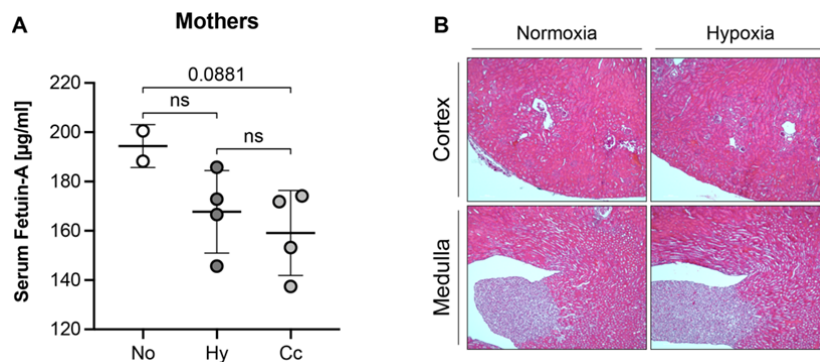 A
Mothers
Serum Fetuin-A [µg/ml]
220
200
180
160
140
120
0.0881
ns
ns
No Hy Cc
B
Normoxia Hypoxia
Cortex
Medulla